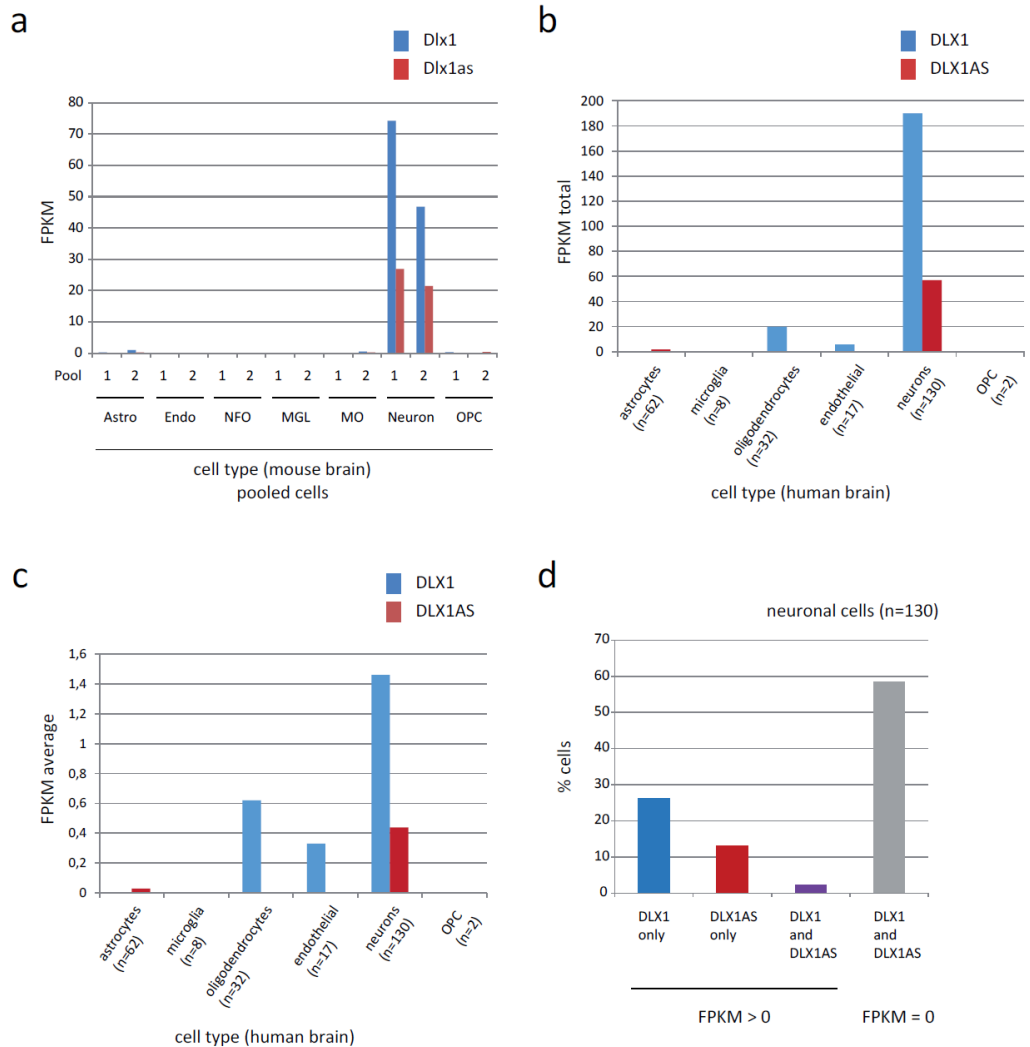 a
Dlx1
Dlx1as
80
70
60
50
40
30
20
10
0
FPKM
Pool 1 2 1 2 1 2 1 2 1 2 1 2 1 2
Astro Endo NFO MGL MO Neuron OPC
cell type (mouse brain)
pooled cells
b
DLX1
DLX1AS
200
180
160
140
120
100
80
60
40
20
0
FPKM total
astrocytes
(n=62)
microglia
(n=8)
oligodendrocytes
(n=32)
endothelial
(n=17)
neurons
(n=130)
OPC
(n=2)
cell type (human brain)
c
DLX1
DLX1AS
1,6
1,4
1,2
1
0,8
0,6
0,4
0,2
0
FPKM average
astrocytes
(n=62)
microglia
(n=8)
oligodendrocytes
(n=32)
endothelial
(n=17)
neurons
(n=130)
OPC
(n=2)
cell type (human brain)
d
neuronal cells (n=130)
70
60
50
40
30
20
10
0
% cells
DLX1
only
DLX1AS
only
DLX1
and
DLX1AS
DLX1
and
DLX1AS
FPKM > 0
FPKM = 0